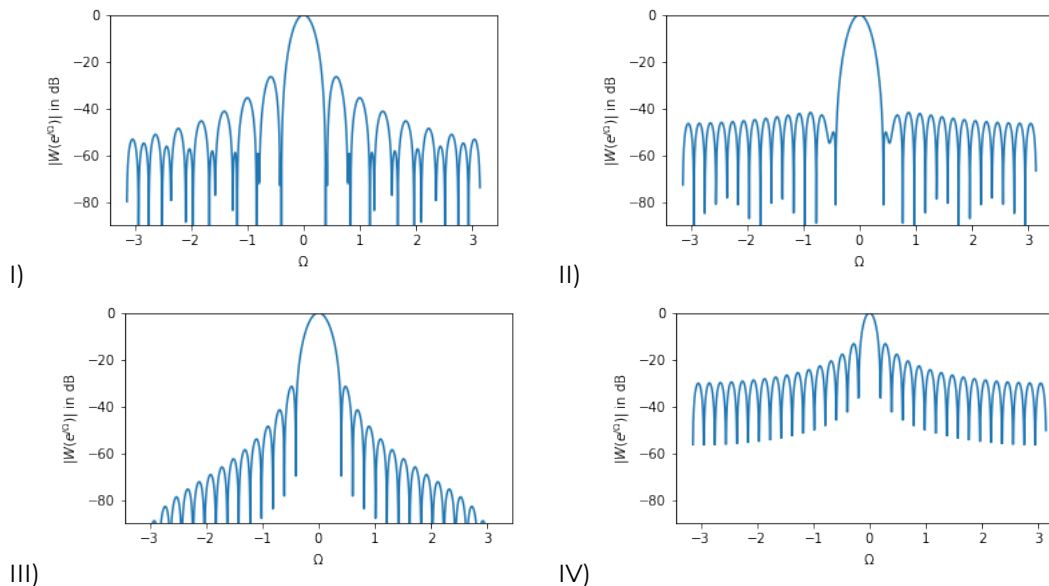 0
−20
−40
−60
−80
|W(e^{jΩ})| in dB
−3 −2 −1 0 1 2 3
Ω
I)
0
−20
−40
−60
−80
|W(e^{jΩ})| in dB
−3 −2 −1 0 1 2 3
Ω
II)
0
−20
−40
−60
−80
|W(e^{jΩ})| in dB
−3 −2 −1 0 1 2 3
Ω
III)
0
−20
−40
−60
−80
|W(e^{jΩ})| in dB
−3 −2 −1 0 1 2 3
Ω
IV)